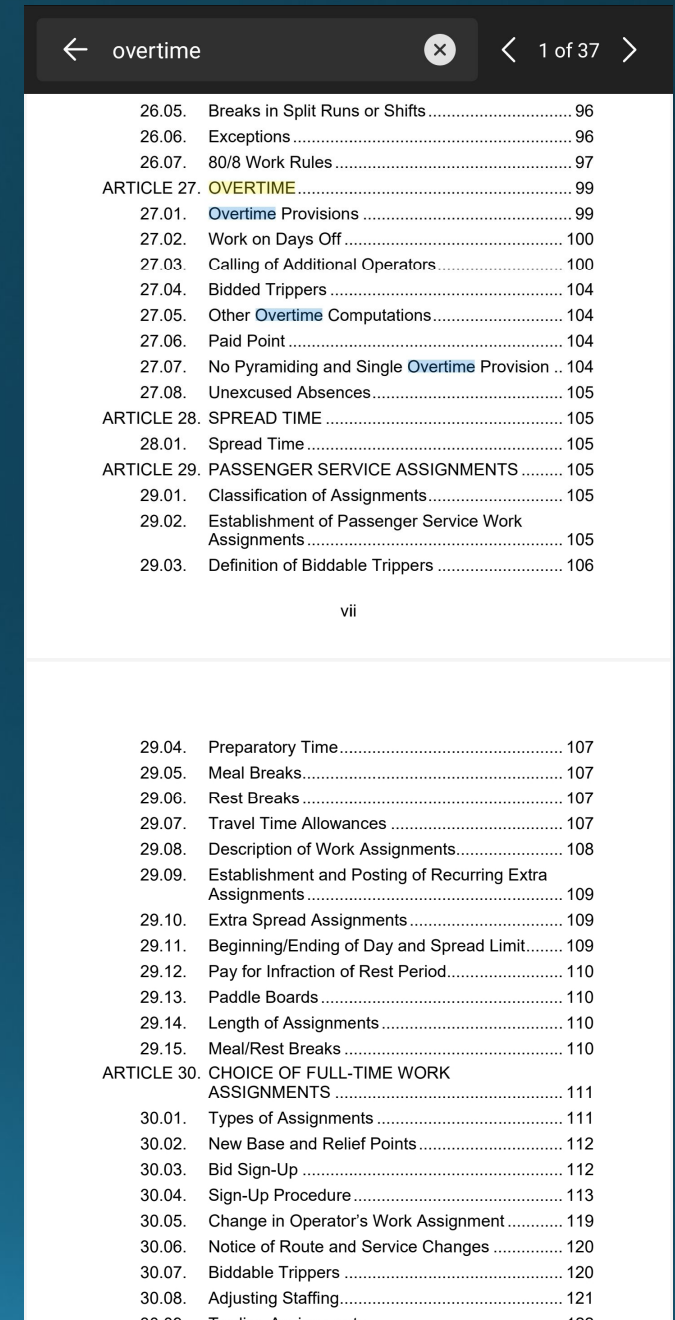 overtime
1 of 37
26.05. Breaks in Split Runs or Shifts ............................... 96
26.06. Exceptions ............................................................ 96
26.07. 80/8 Work Rules ................................................... 97
ARTICLE 27. OVERTIME ........................................................... 99
27.01. Overtime Provisions ............................................. 99
27.02. Work on Days Off ............................................... 100
27.03. Calling of Additional Operators ........................... 100
27.04. Bidded Trippers .................................................. 104
27.05. Other Overtime Computations ............................ 104
27.06. Paid Point ........................................................... 104
27.07. No Pyramiding and Single Overtime Provision .. 104
27.08. Unexcused Absences ......................................... 105
ARTICLE 28. SPREAD TIME ................................................... 105
28.01. Spread Time ....................................................... 105
ARTICLE 29. PASSENGER SERVICE ASSIGNMENTS ......... 105
29.01. Classification of Assignments ............................. 105
29.02. Establishment of Passenger Service Work
Assignments ....................................................... 105
29.03. Definition of Biddable Trippers ........................... 106
vii
29.04. Preparatory Time ................................................ 107
29.05. Meal Breaks ........................................................ 107
29.06. Rest Breaks ........................................................ 107
29.07. Travel Time Allowances ..................................... 107
29.08. Description of Work Assignments ....................... 108
29.09. Establishment and Posting of Recurring Extra
Assignments ....................................................... 109
29.10. Extra Spread Assignments ................................. 109
29.11. Beginning/Ending of Day and Spread Limit ........ 109
29.12. Pay for Infraction of Rest Period ......................... 110
29.13. Paddle Boards .................................................... 110
29.14. Length of Assignments ....................................... 110
29.15. Meal/Rest Breaks ............................................... 110
ARTICLE 30. CHOICE OF FULL-TIME WORK
ASSIGNMENTS ................................................. 111
30.01. Types of Assignments ........................................ 111
30.02. New Base and Relief Points ............................... 112
30.03. Bid Sign-Up ........................................................ 112
30.04. Sign-Up Procedure ............................................. 113
30.05. Change in Operator’s Work Assignment ............ 119
30.06. Notice of Route and Service Changes ................ 120
30.07. Biddable Trippers ............................................... 120
30.08. Adjusting Staffing ................................................ 121